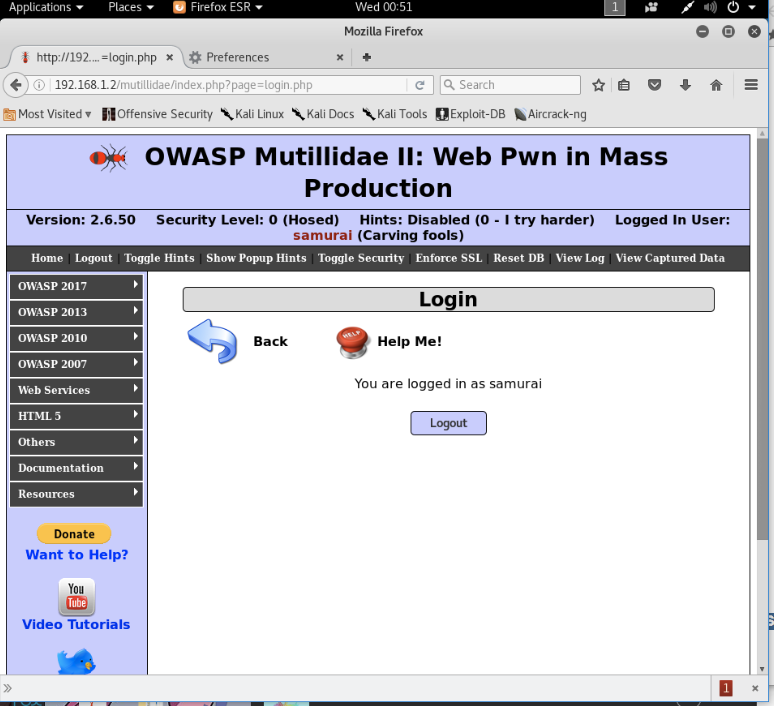 Applications Places Firefox ESR Wed 00:51 1
Mozilla Firefox
http://192....=login.php × Preferences ×
192.168.1.2/mutillidae/index.php?page=login.php Search
Most Visited Offensive Security Kali Linux Kali Docs Kali Tools Exploit-DB Aircrack-ng
OWASP Mutillidae II: Web Pwn in Mass
Production
Version: 2.6.50 Security Level: 0 (Hosed) Hints: Disabled (0 - I try harder) Logged In User:
samurai (Carving fools)
Home | Logout | Toggle Hints | Show Popup Hints | Toggle Security | Enforce SSL | Reset DB | View Log | View Captured Data
OWASP 2017
OWASP 2013
OWASP 2010
OWASP 2007
Web Services
HTML 5
Others
Documentation
Resources
Donate
Want to Help?
You
Tube
Video Tutorials
Login
Back Help Me!
You are logged in as samurai
Logout
1 ×